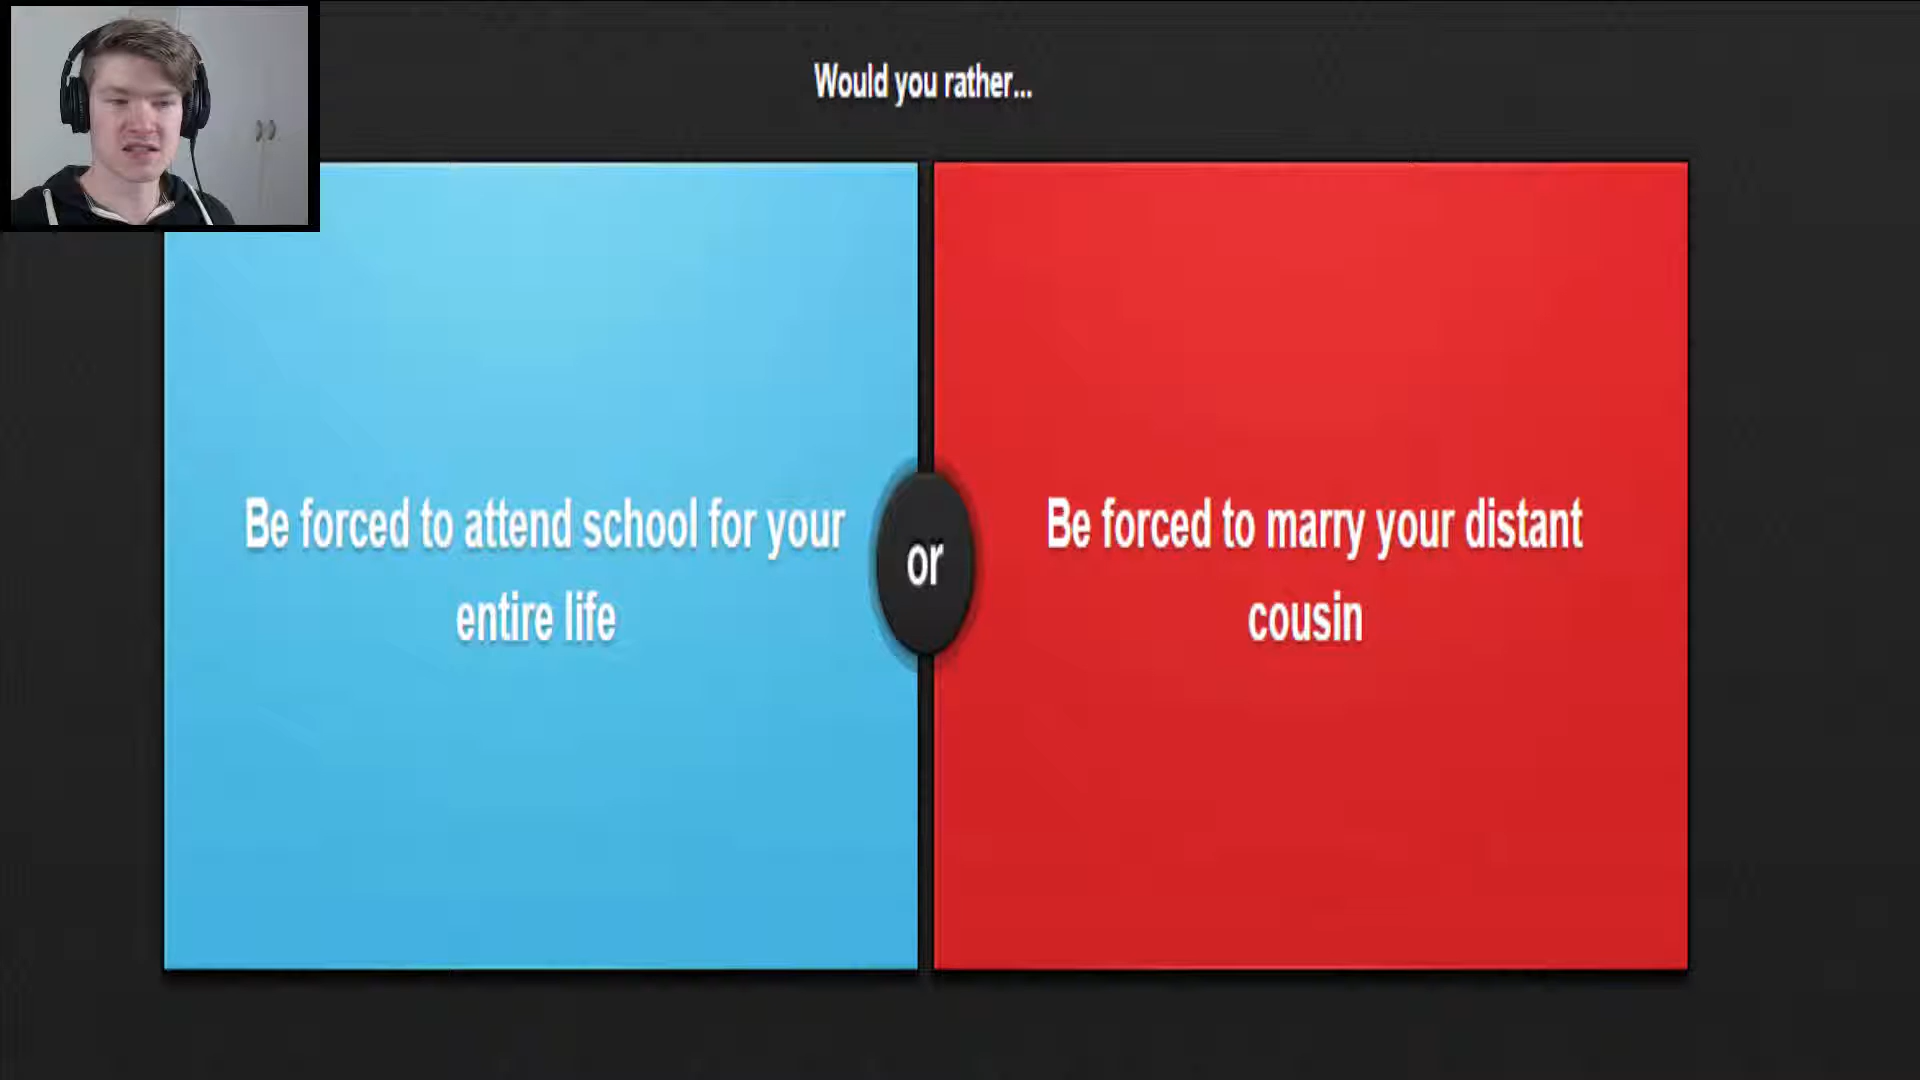 Would you rather...
Be forced to attend school for your
entire life
or
Be forced to marry your distant
cousin